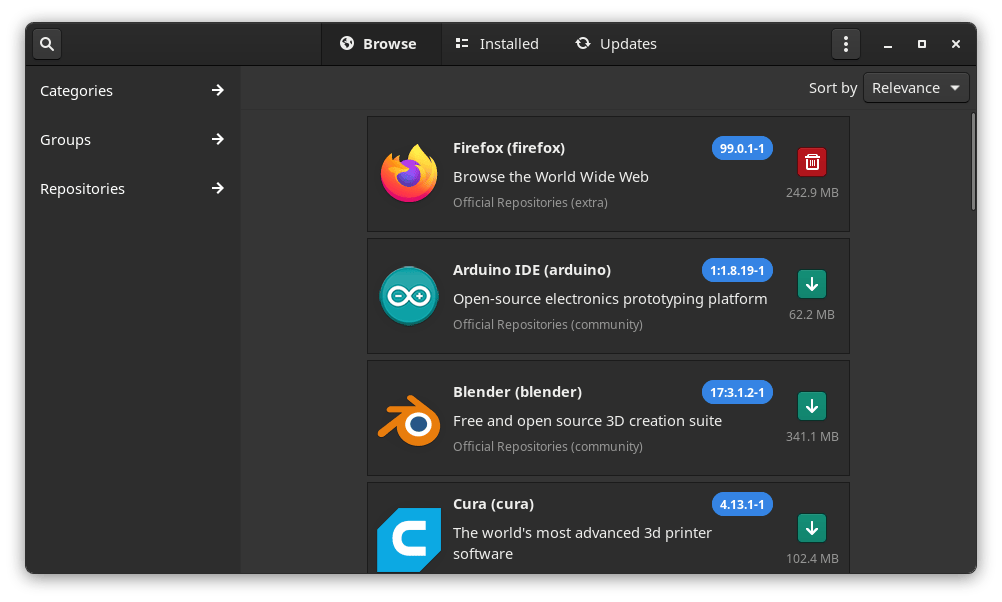 Browse
Installed
Updates
Categories
Groups
Repositories
Sort by Relevance
Firefox (firefox)
99.0.1-1
Browse the World Wide Web
242.9 MB
Official Repositories (extra)
Arduino IDE (arduino)
1:1.8.19-1
Open-source electronics prototyping platform
62.2 MB
Official Repositories (community)
Blender (blender)
17:3.1.2-1
Free and open source 3D creation suite
341.1 MB
Official Repositories (community)
Cura (cura)
4.13.1-1
The world's most advanced 3d printer
software
102.4 MB